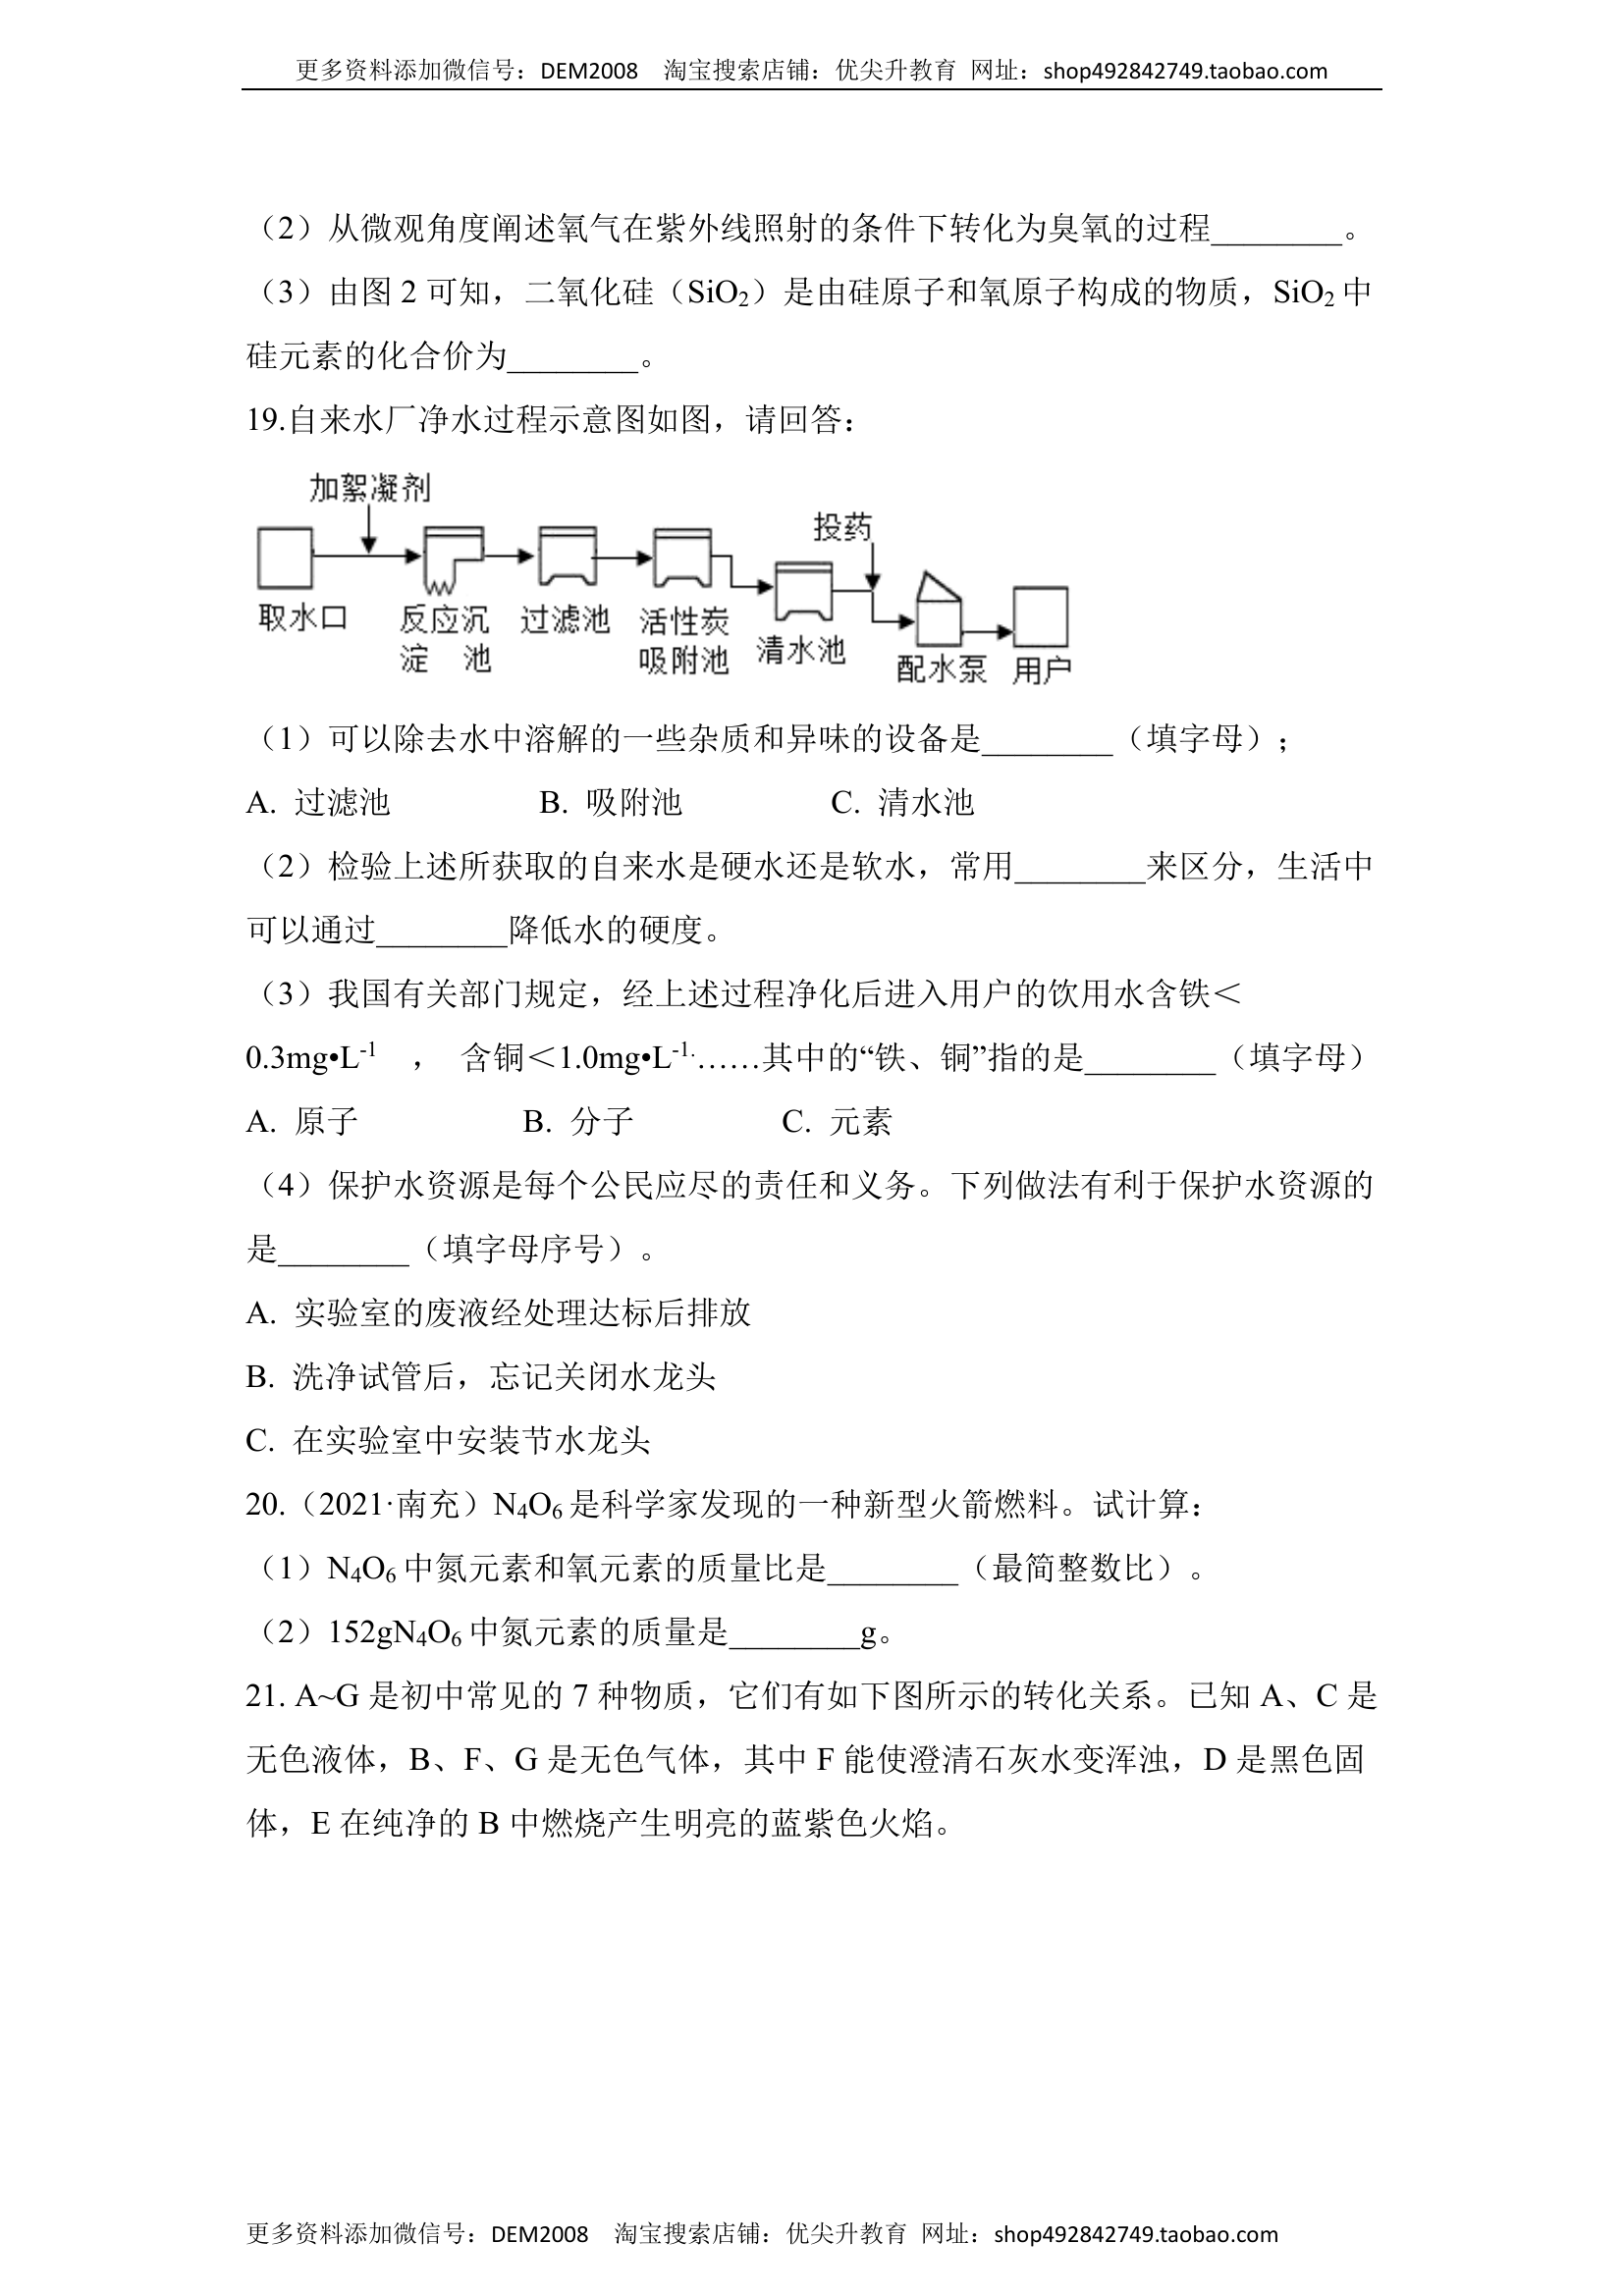 更多资料添加微信号：DEM2008 淘宝搜索店铺：优尖升教育 网址：shop492842749.taobao.com
（2）从微观角度阐述氧气在紫外线照射的条件下转化为臭氧的过程________。
（3）由图 2 可知，二氧化硅（SiO₂）是由硅原子和氧原子构成的物质，SiO₂ 中
硅元素的化合价为________。
19.自来水厂净水过程示意图如图，请回答：
加絮凝剂
投药
取水口
反应沉
淀 池
过滤池
活性炭
吸附池
清水池
配水泵
用户
（1）可以除去水中溶解的一些杂质和异味的设备是________（填字母）；
A. 过滤池 B. 吸附池 C. 清水池
（2）检验上述所获取的自来水是硬水还是软水，常用________来区分，生活中
可以通过________降低水的硬度。
（3）我国有关部门规定，经上述过程净化后进入用户的饮用水含铁＜
0.3mg•L⁻¹ ， 含铜＜1.0mg•L⁻¹·……其中的“铁、铜”指的是________（填字母）
A. 原子 B. 分子 C. 元素
（4）保护水资源是每个公民应尽的责任和义务。下列做法有利于保护水资源的
是________（填字母序号）。
A. 实验室的废液经处理达标后排放
B. 洗净试管后，忘记关闭水龙头
C. 在实验室中安装节水龙头
20.（2021·南充）N₄O₆ 是科学家发现的一种新型火箭燃料。试计算：
（1）N₄O₆ 中氮元素和氧元素的质量比是________（最简整数比）。
（2）152gN₄O₆ 中氮元素的质量是________g。
21. A~G 是初中常见的 7 种物质，它们有如下图所示的转化关系。已知 A、C 是
无色液体，B、F、G 是无色气体，其中 F 能使澄清石灰水变浑浊，D 是黑色固
体，E 在纯净的 B 中燃烧产生明亮的蓝紫色火焰。
更多资料添加微信号：DEM2008 淘宝搜索店铺：优尖升教育 网址：shop492842749.taobao.com